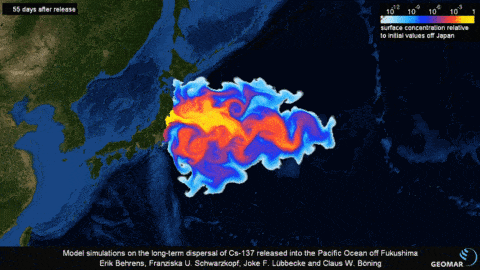 55 days after release
10⁻¹² 10⁻⁹ 10⁻⁶ 10⁻³ 1
surface concentration relative
to initial values off Japan
Model simulations on the long-term dispersal of Cs-137 released into the Pacific Ocean off Fukushima
Erik Behrens, Franziska U. Schwarzkopf, Joke F. Lübbecke and Claus W. Böning
GEOMAR